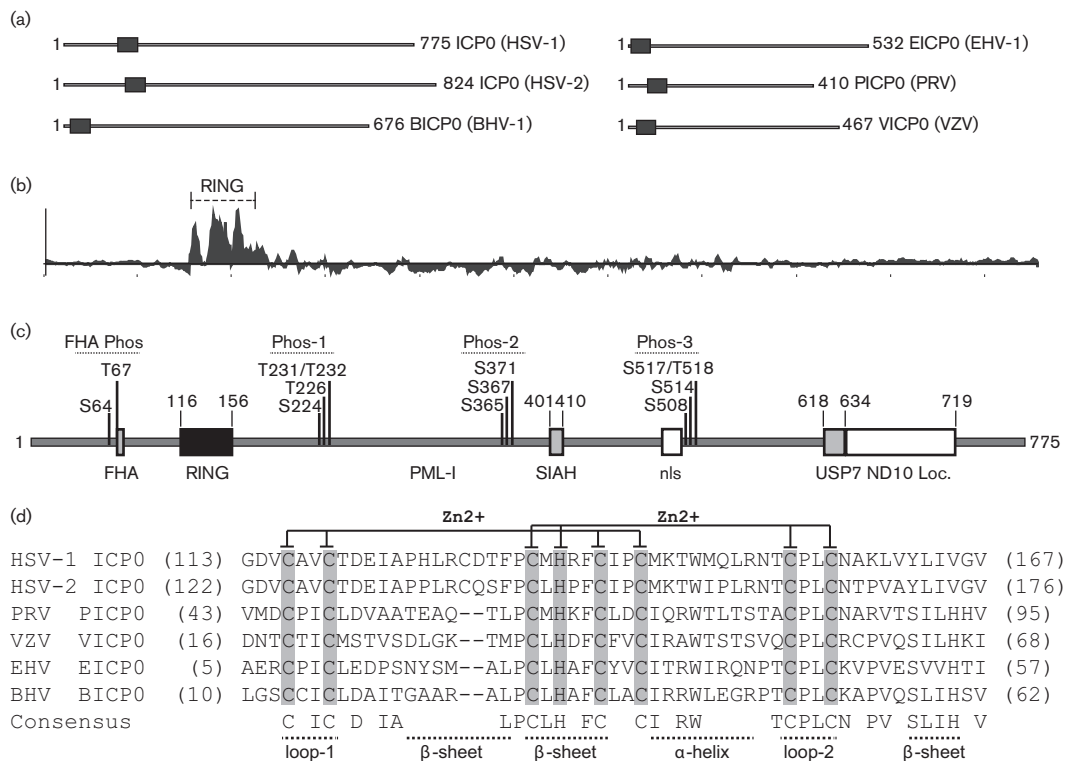 (a)
1 775 ICP0 (HSV-1) 1 532 EICP0 (EHV-1)
1 824 ICP0 (HSV-2) 1 410 PICP0 (PRV)
1 676 BICP0 (BHV-1) 1 467 VICP0 (VZV)
(b)
RING
(c)
FHA Phos Phos-1 Phos-2 Phos-3
T67 T231/T232 S371 S517/T518
T226 S367 S514
S64 116 156 S224 S365 401 410 S508 618 634 719
1 775
FHA RING PML-I SIAH nls USP7 ND10 Loc.
(d)
Zn2+ Zn2+
HSV-1 ICP0 (113) GDVCAVCTDEIAPHLRCDTFPCMHRFCIPCMKTWMQLRNTCPLCNAKLVYLIVGV (167)
HSV-2 ICP0 (122) GDVCAVCTDEIAPPLRCQSFPCLHPFCIPCMKTWIPLRNTCPLCNTPVAYLIVGV (176)
PRV PICP0 (43) VMDCPICLDVAATEAQ--TLPCMHKFCLDCIQRWTLTSTACPLCNARVTSILHHV (95)
VZV VICP0 (16) DNTCTICMSTVSDLGK--TMPCLHDFCFVCIRAWTSTSVQCPLCRCPVQSILHKI (68)
EHV EICP0 (5) AERCPICLEDPSNYSM--ALPCLHAFCYVCITRWIRQNPTCPLCKVPVESVVHTI (57)
BHV BICP0 (10) LGSCCICLDAITGAAR--ALPCLHAFCLACIRRWLEGRPTCPLCKAPVQSLIHSV (62)
Consensus C IC D IA LPCLH FC CI RW TCPLCN PV SLIH V
loop-1 β-sheet β-sheet α-helix loop-2 β-sheet